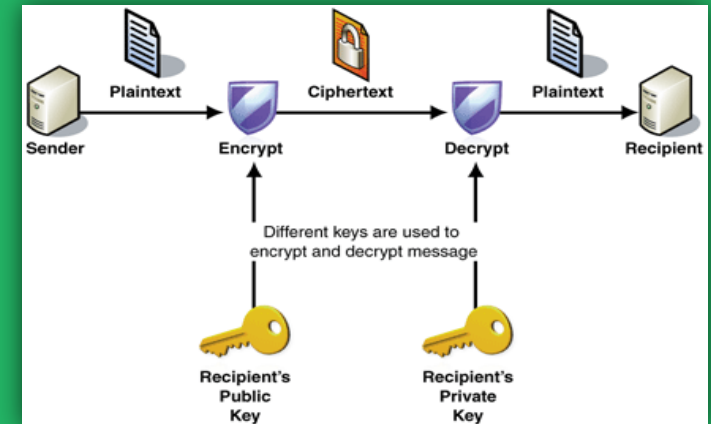 Plaintext
Ciphertext
Plaintext
Sender
Encrypt
Decrypt
Recipient
Different keys are used to
encrypt and decrypt message
Recipient's
Public
Key
Recipient's
Private
Key